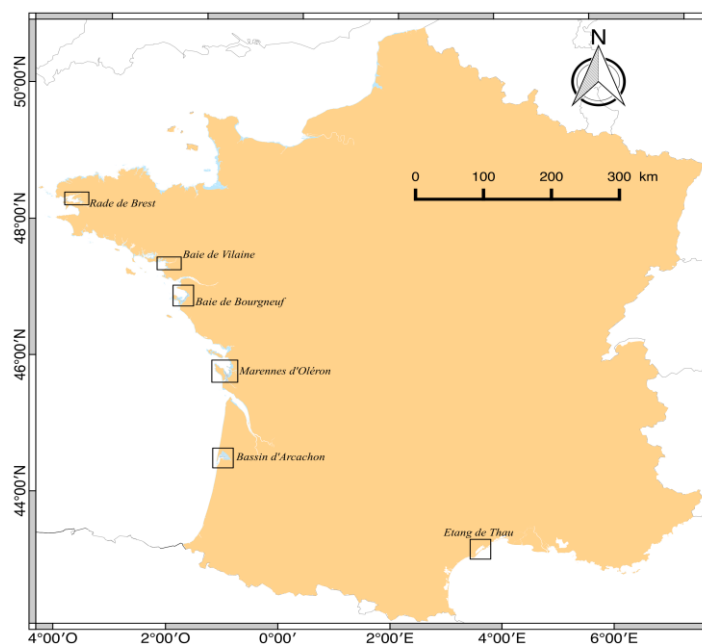 N
0 100 200 300 km
50°00'N
48°00'N
46°00'N
44°00'N
Rade de Brest
Baie de Vilaine
Baie de Bourgneuf
Marennes d'Oléron
Bassin d'Arcachon
Etang de Thau
4°00'O 2°00'O 0°00' 2°00'E 4°00'E 6°00'E